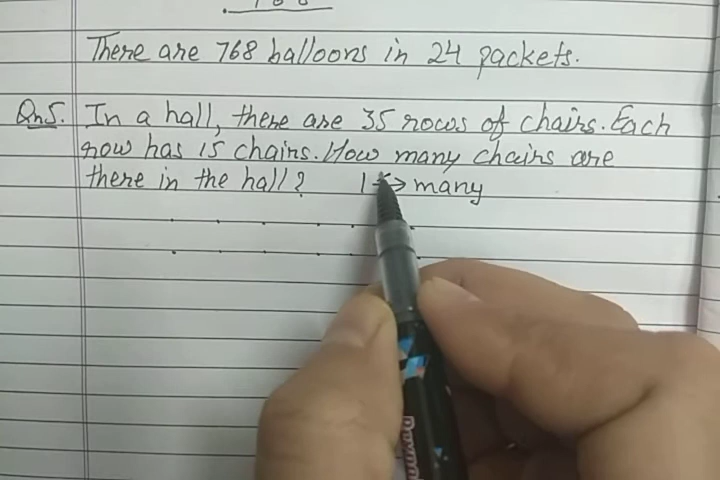 There are 768 balloons in 24 packets.
Qn5. In a hall, there are 35 rows of chairs. Each
row has 15 chairs. How many chairs are
there in the hall? 1 → many